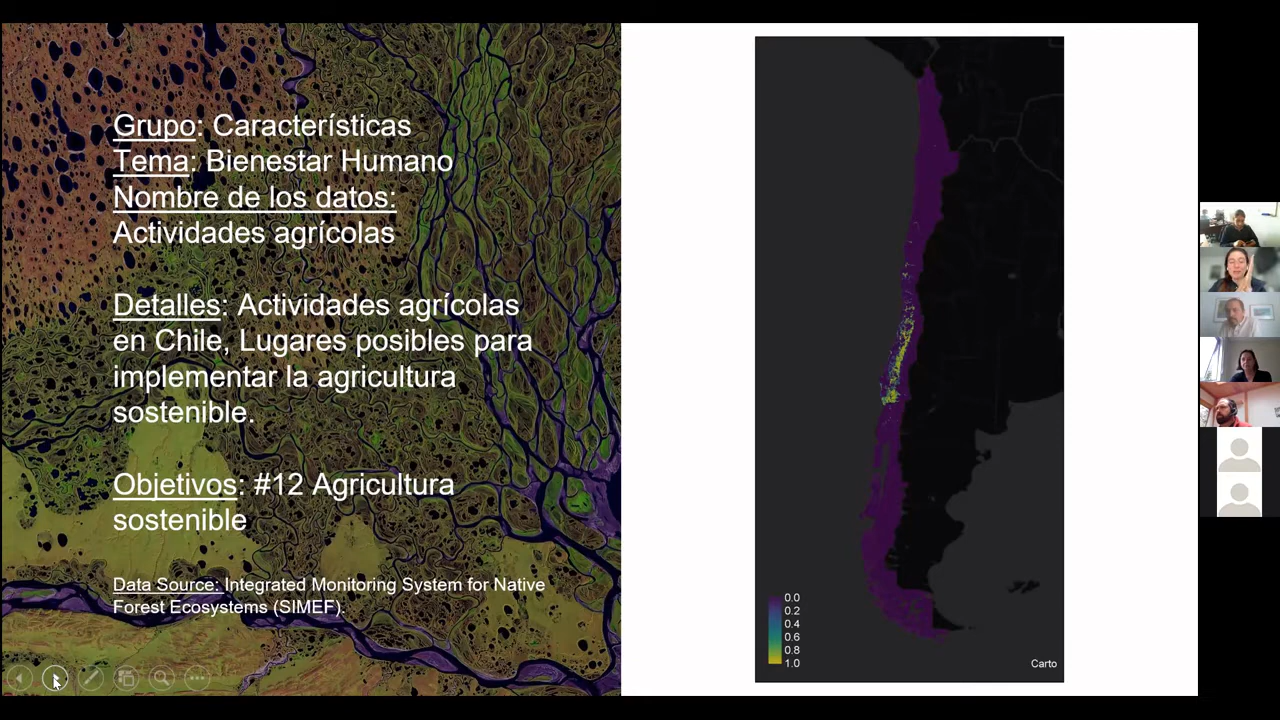 Grupo: Características
Tema: Bienestar Humano
Nombre de los datos:
Actividades agrícolas
Detalles: Actividades agrícolas
en Chile, Lugares posibles para
implementar la agricultura
sostenible.
Objetivos: #12 Agricultura
sostenible
Data Source: Integrated Monitoring System for Native
Forest Ecosystems (SIMEF).
0.0
0.2
0.4
0.6
0.8
1.0
Carto